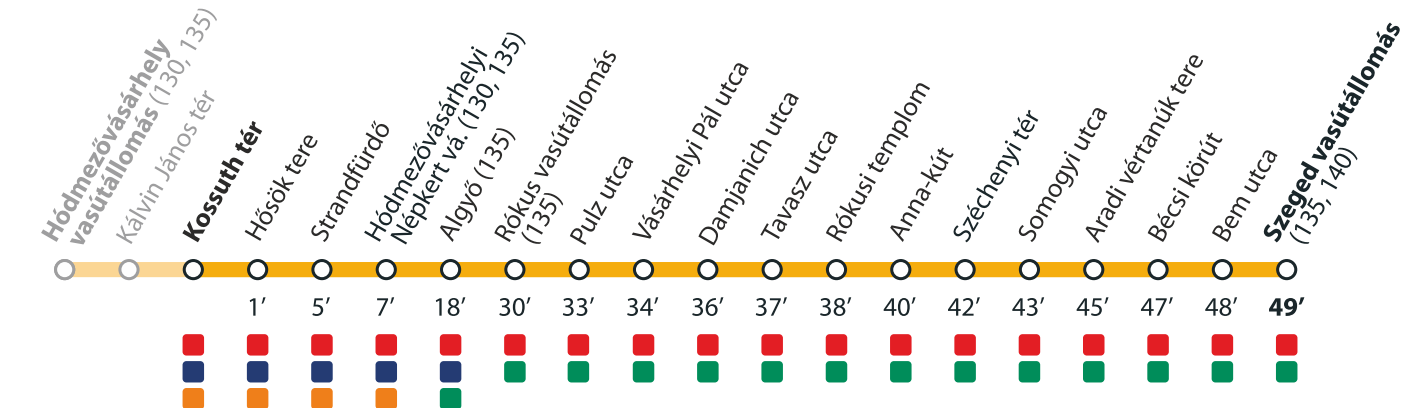 Hódmezővásárhely
vasútállomás (130, 135)
Kálvin János tér
Kossuth tér
Hősök tere
Strandfürdő
Hódmezővásárhelyi
Népkert vá. (130, 135)
Algyő (135)
Rókus vasútállomás
(135)
Pulz utca
Vásárhelyi Pál utca
Damjanich utca
Tavasz utca
Rókusi templom
Anna-kút
Széchenyi tér
Somogyi utca
Aradi vértanúk tere
Bécsi körút
Bem utca
Szeged vasútállomás
(135, 140)
1’ 5’ 7’ 18’ 30’ 33’ 34’ 36’ 37’ 38’ 40’ 42’ 43’ 45’ 47’ 48’ 49’